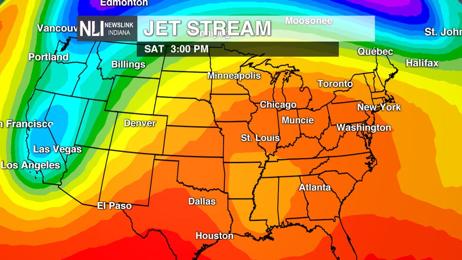 Edmonton
NLI NEWSLINK INDIANA
JET STREAM
Moosonee
Vancouv
St. John
SAT 3:00 PM
Québec
Portland
Billings
Halifax
Minneapolis
Toronto
Chicago
New York
n Francisco
Denver
Muncie
Washington
St. Louis
Las Vegas
Los Angeles
Atlanta
El Paso
Dallas
Houston